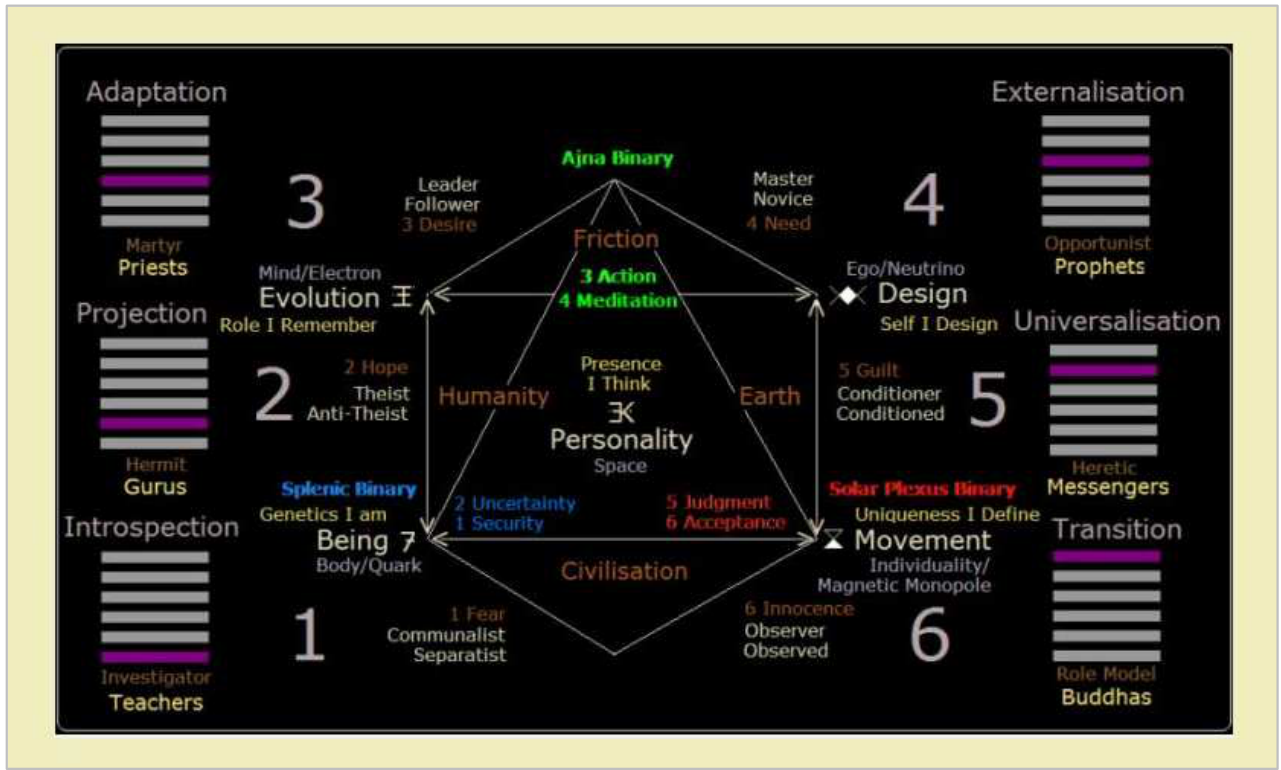 Adaptation
Externalisation
Ajna Binary
3
Leader
Follower
3 Desire
Master
Novice
4 Need
4
Martyr
Priests
Friction
Opportunist
Prophets
Mind/Electron
Evolution
Role I Remember
3 Action
4 Meditation
Ego/Neutrino
Design
Self I Design
Projection
Universalisation
2
2 Hope
Theist
Anti-Theist
Humanity
Presence
I Think
Personality
Space
Earth
5 Guilt
Conditioner
Conditioned
5
Hermit
Gurus
Heretic
Messengers
Splenic Binary
Genetics I am
Being
Body/Quark
2 Uncertainty
1 Security
5 Judgment
6 Acceptance
Solar Plexus Binary
Uniqueness I Define
Movement
Individuality/
Magnetic Monopole
Introspection
Transition
Civilisation
1
1 Fear
Communalist
Separatist
6 Innocence
Observer
Observed
6
Investigator
Teachers
Role Model
Buddhas